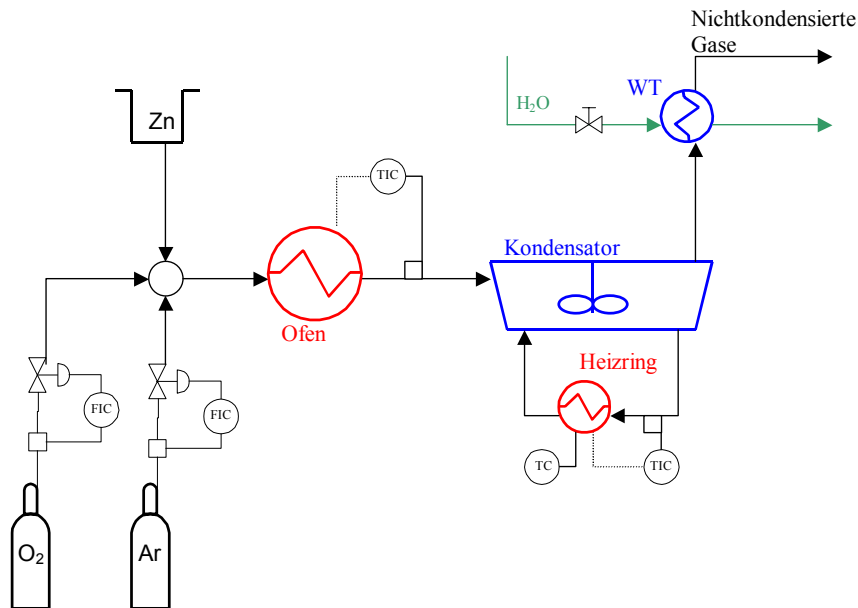 Nichtkondensierte
Gase
WT
H₂O
Zn
TIC
Kondensator
Ofen
Heizring
FIC
FIC
TC
TIC
O₂
Ar